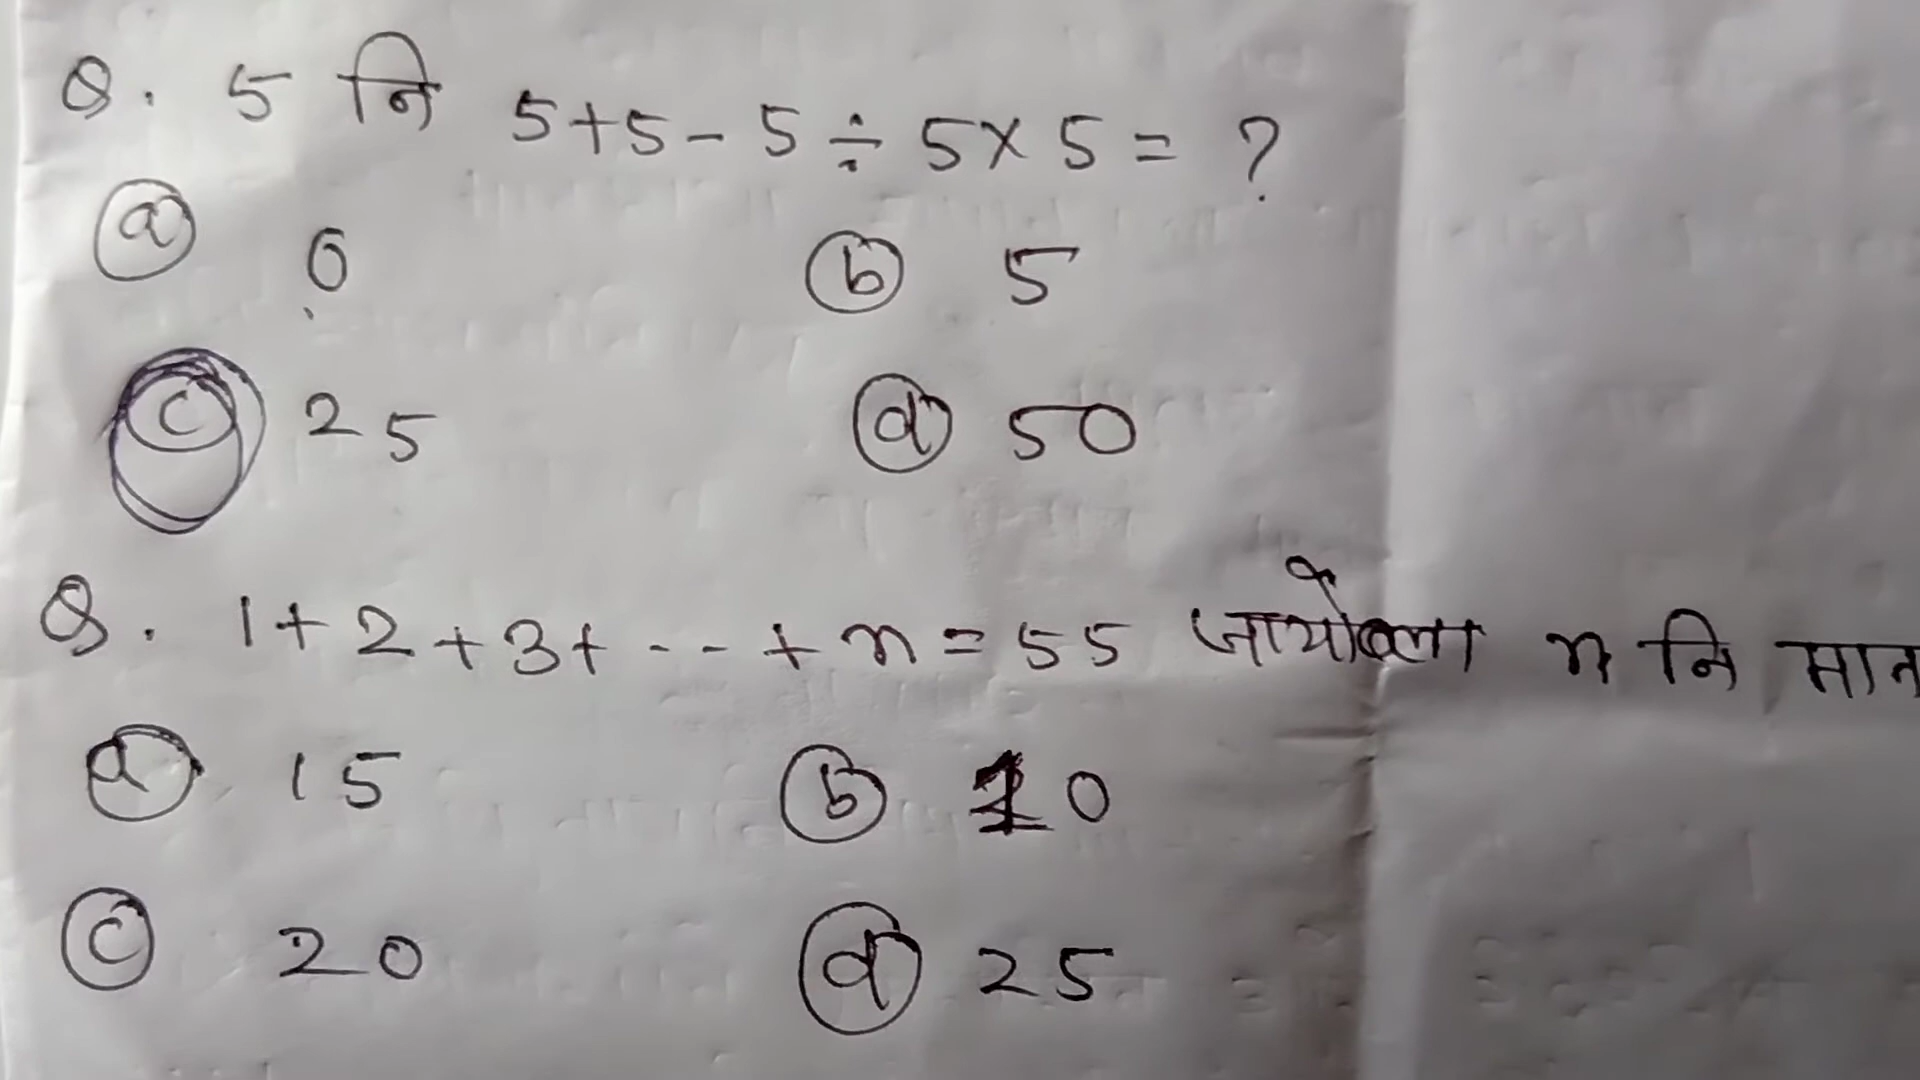 Q. 5 नि 5+5-5÷5×5=?
ⓐ 0 ⓑ 5
ⓒ 25 ⓓ 50
Q. 1+2+3+--+n=55 n नि मान
ⓐ 15 ⓑ 10
ⓒ 20 ⓓ 25